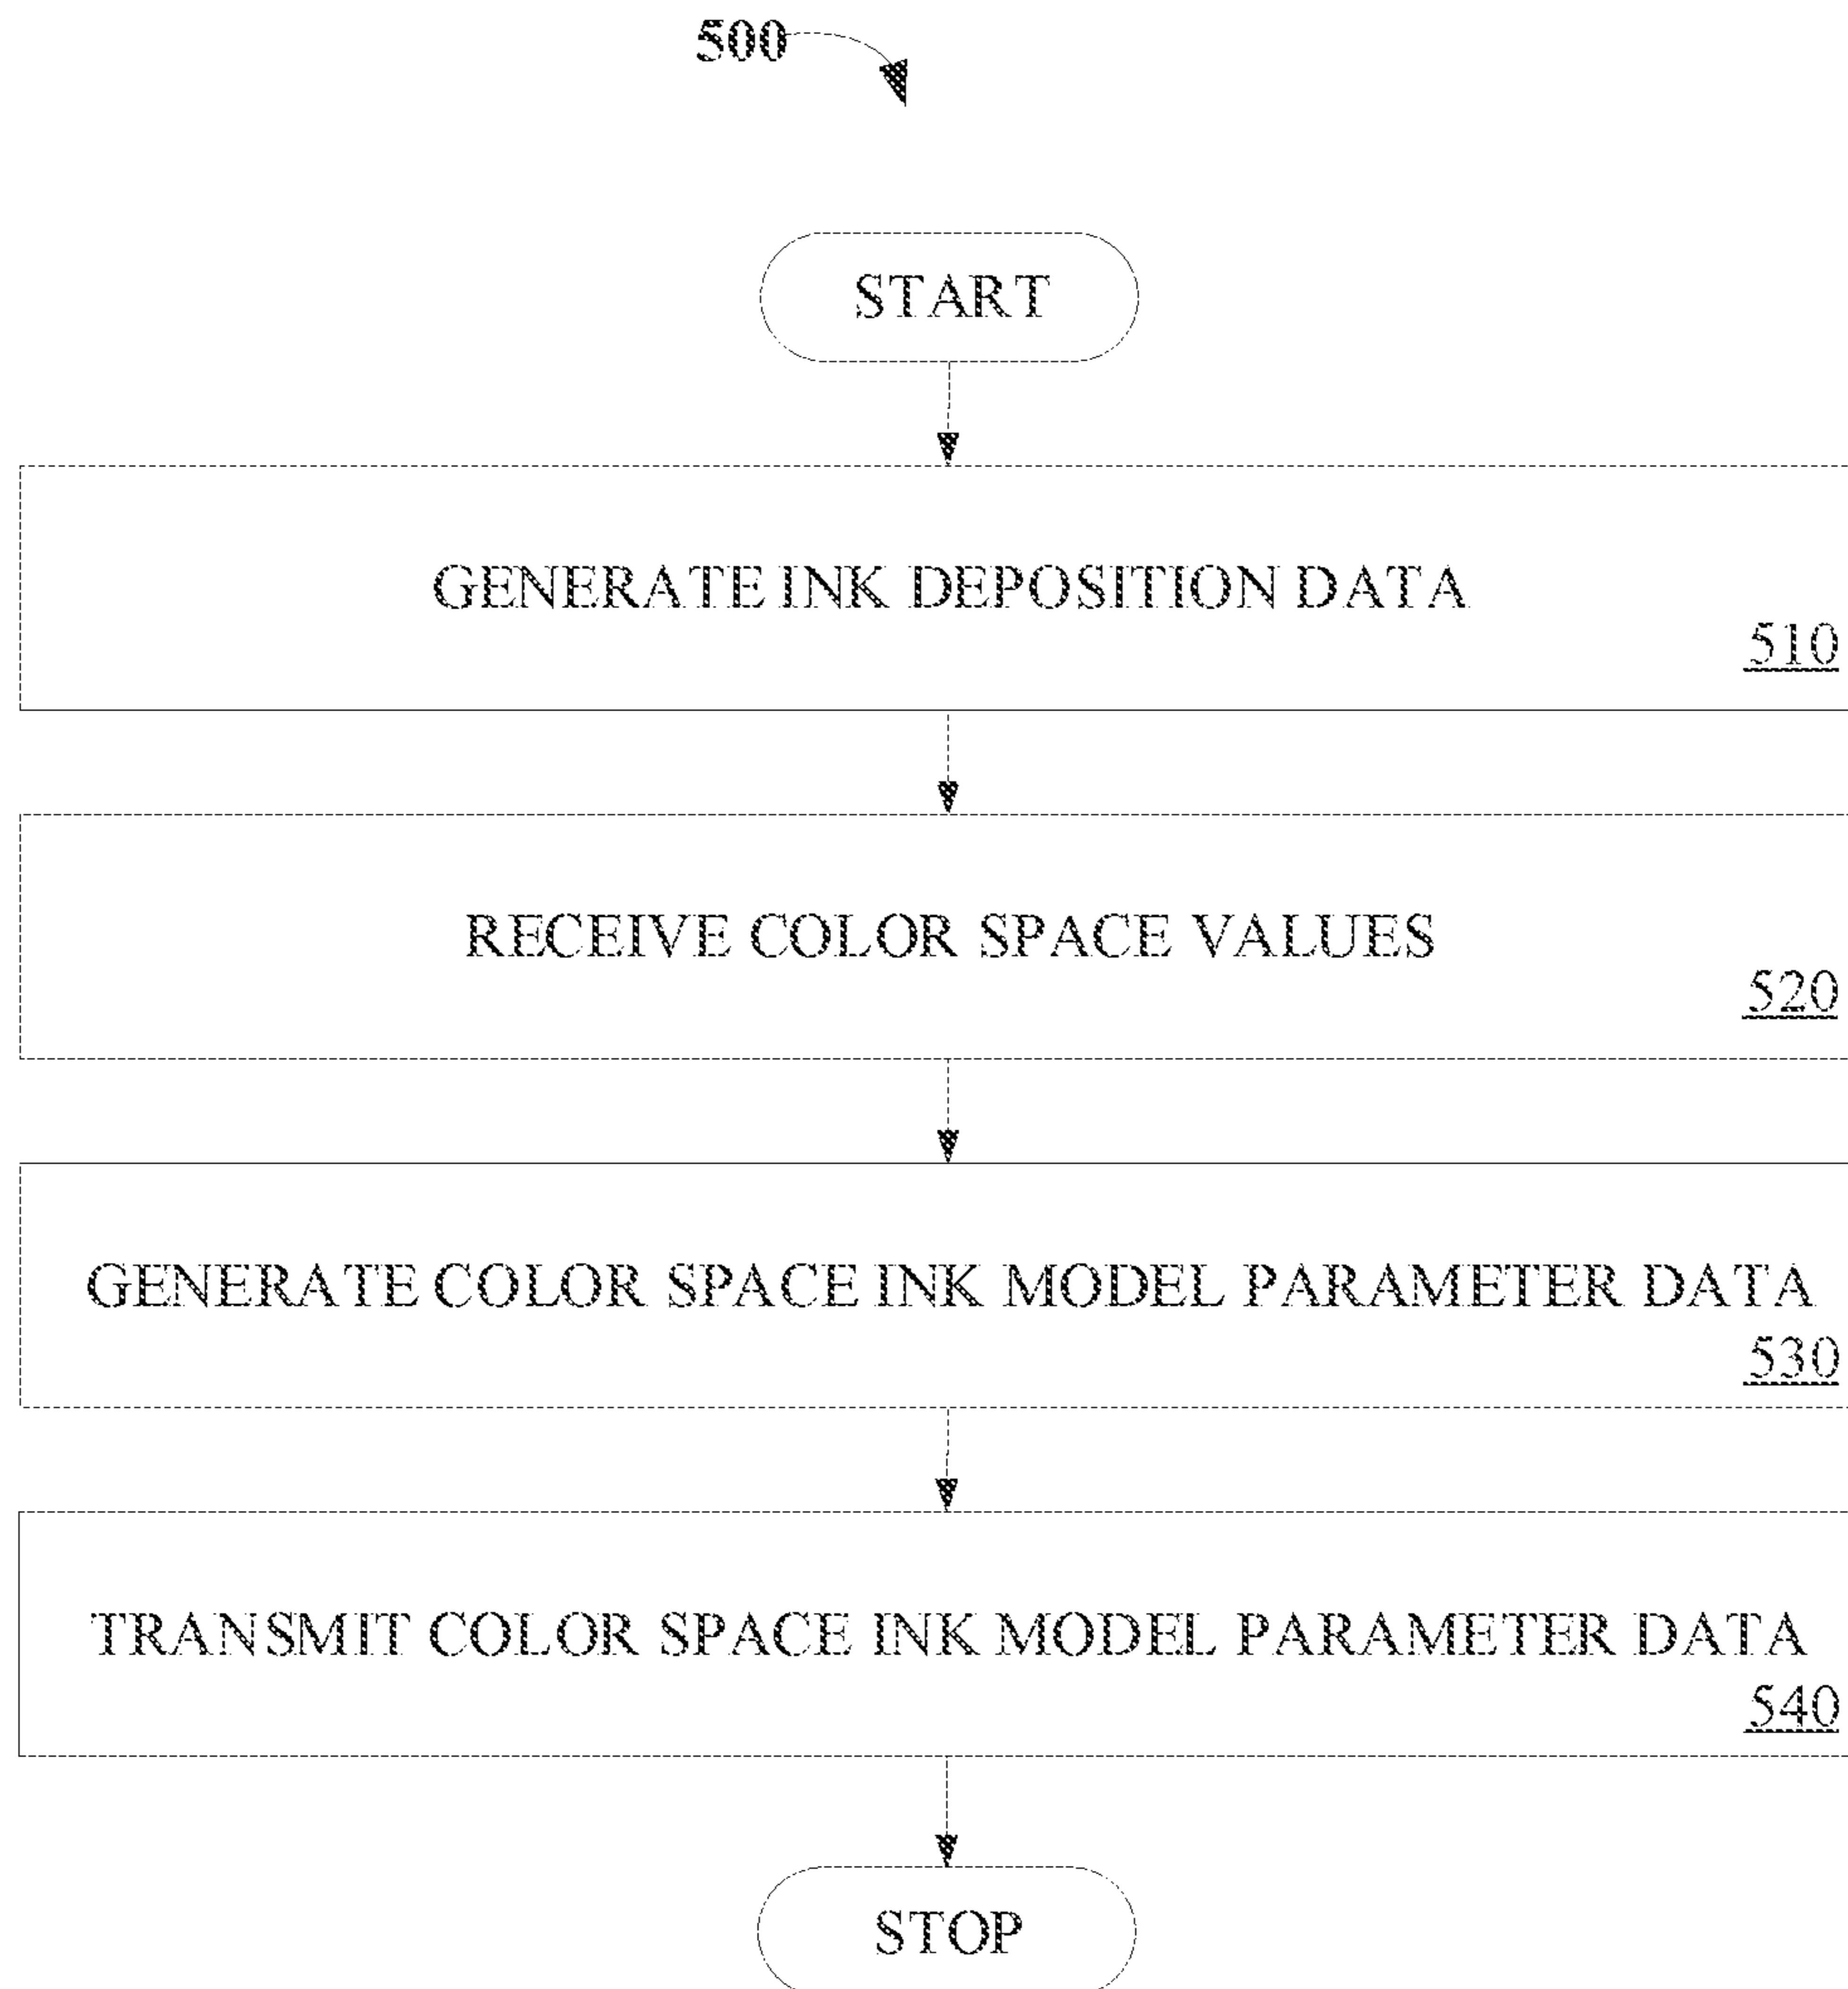 500
START
GENERATE INK DEPOSITION DATA
510
RECEIVE COLOR SPACE VALUES
520
GENERATE COLOR SPACE INK MODEL PARAMETER DATA
530
TRANSMIT COLOR SPACE INK MODEL PARAMETER DATA
540
STOP